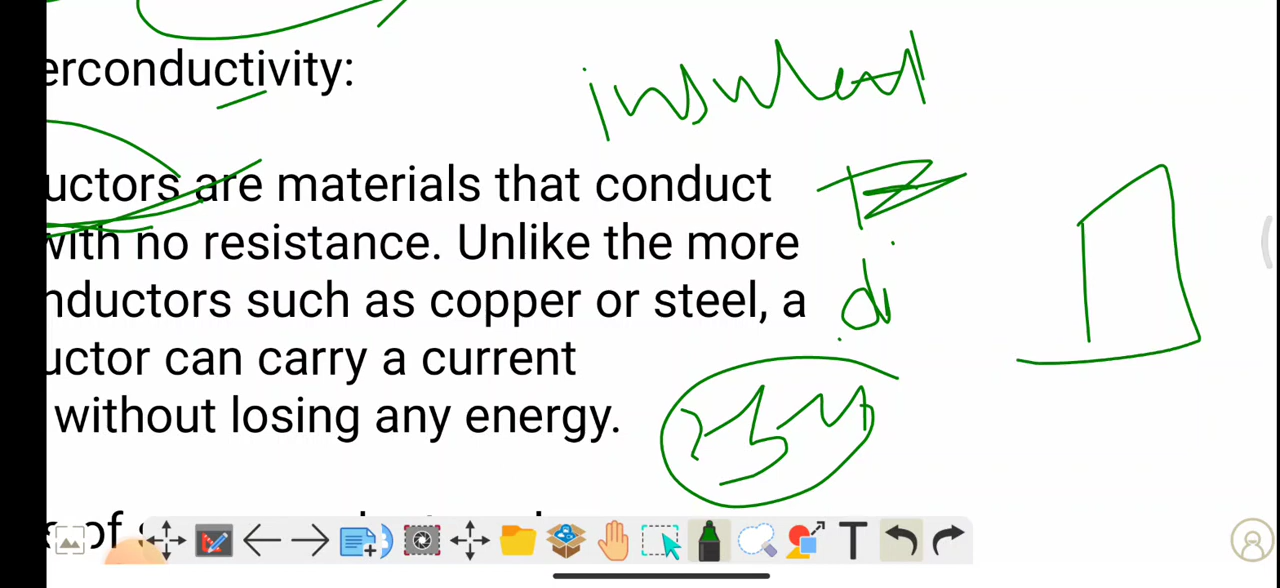 erconductivity:
uctors are materials that conduct
with no resistance. Unlike the more
nductors such as copper or steel, a
uctor can carry a current
without losing any energy.
of
T